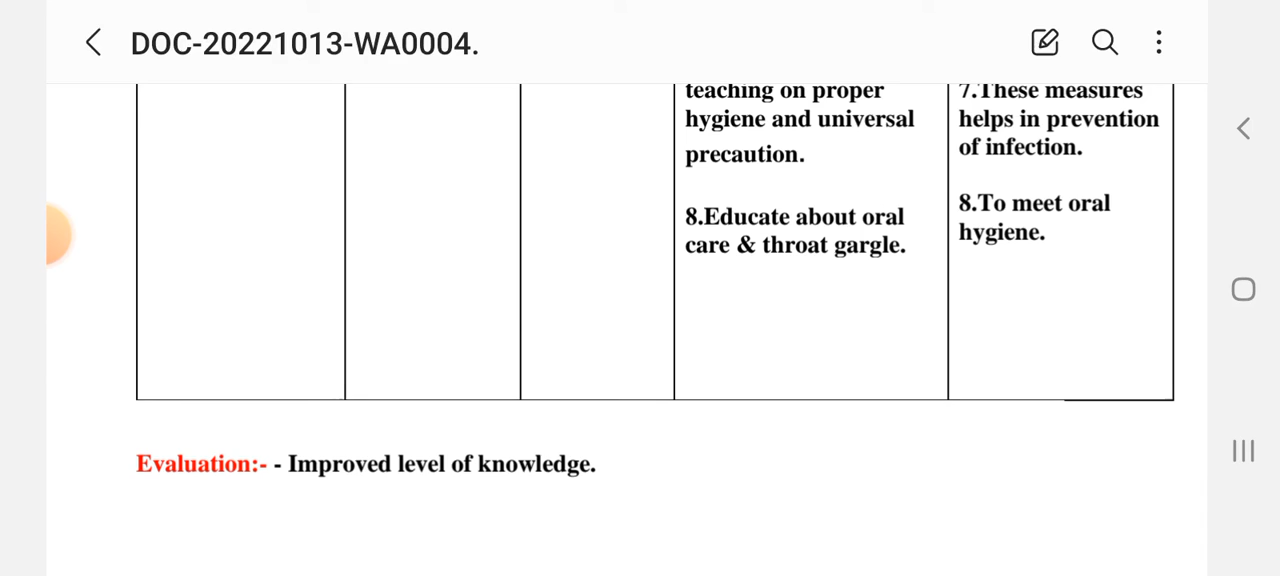 DOC-20221013-WA0004.
teaching on proper
hygiene and universal
precaution.
8.Educate about oral
care & throat gargle.
7.These measures
helps in prevention
of infection.
8.To meet oral
hygiene.
Evaluation:- - Improved level of knowledge.